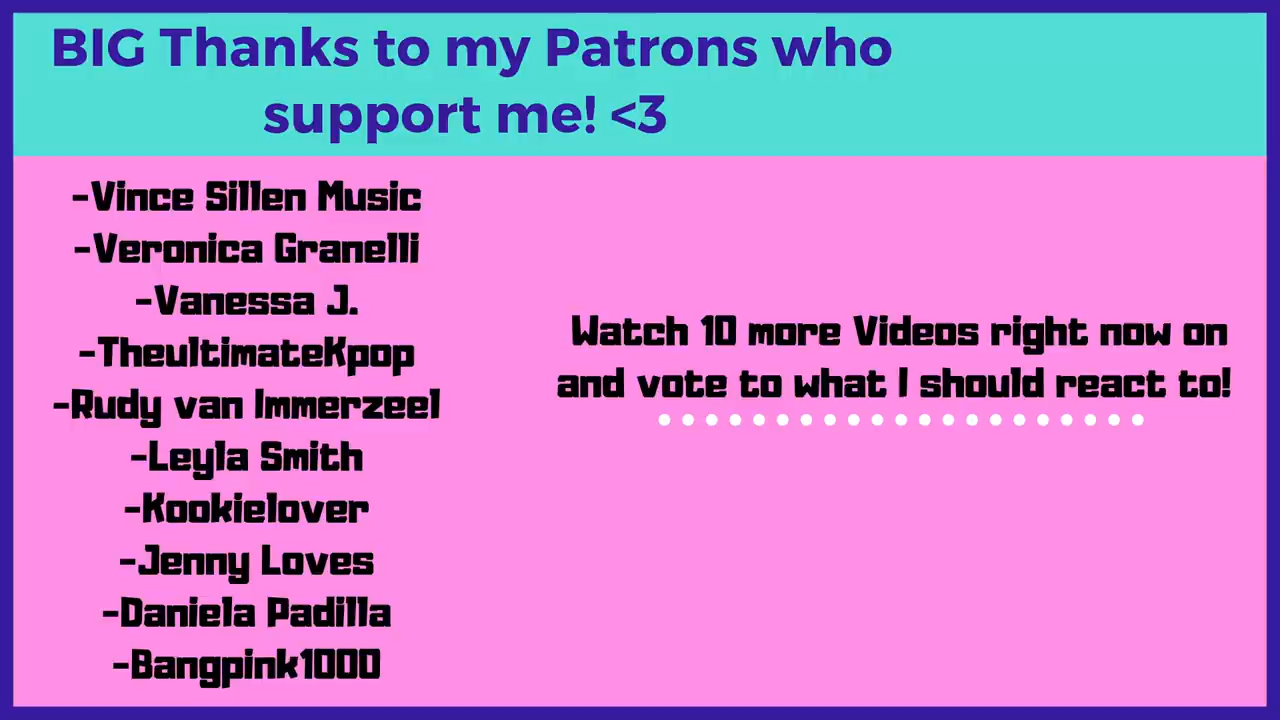 BIG Thanks to my Patrons who
support me! <3
-Vince Sillen Music
-Veronica Granelli
-Vanessa J.
-TheultimateKpop
-Rudy van Immerzeel
-Leyla Smith
-Kookielover
-Jenny Loves
-Daniela Padilla
-Bangpink1000
Watch 10 more Videos right now on
and vote to what I should react to!